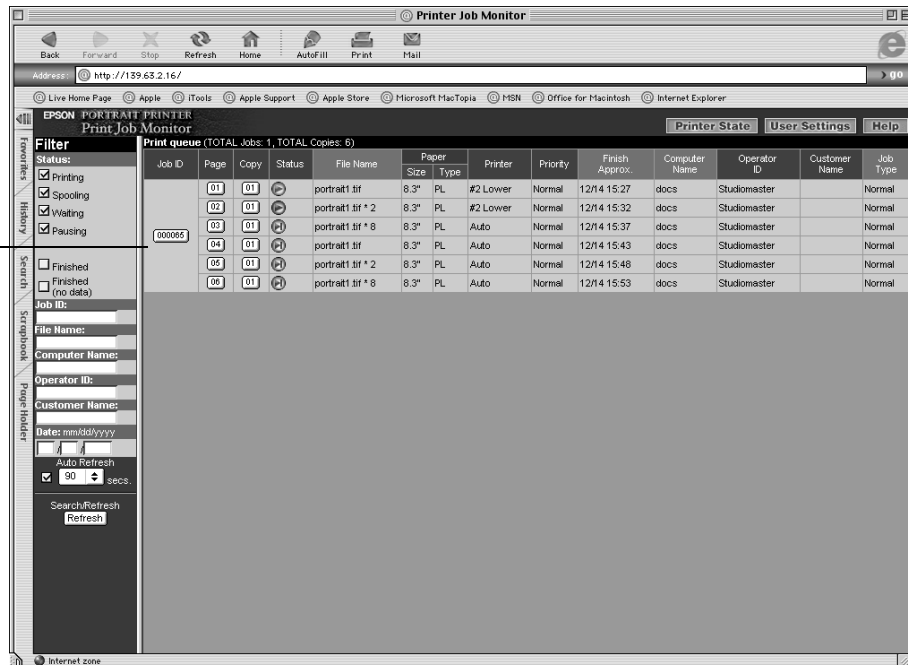 Printer Job Monitor
Back Forward Stop Refresh Home AutoFill Print Mail
Address: http://139.63.2.16/ go
Live Home Page Apple iTools Apple Support Apple Store Microsoft MacTopia MSN Office for Macintosh Internet Explorer
Favorites
History
Search
Scrapbook
Page Holder
EPSON PORTRAIT PRINTER
Print Job Monitor
Printer State User Settings Help
Filter
Status:
Printing
Spooling
Waiting
Pausing
Finished
Finished
(no data)
Job ID:
File Name:
Computer Name:
Operator ID:
Customer Name:
Date: mm/dd/yyyy
/ /
Auto Refresh
90 secs.
Search/Refresh
Refresh
Print queue (TOTAL Jobs: 1, TOTAL Copies: 6)
Job ID Page Copy Status File Name Paper Size Type Printer Priority Finish Approx. Computer Name Operator ID Customer Name Job Type
000065
01 01 portrait1.tif 8.3" PL #2 Lower Normal 12/14 15:27 docs Studiomaster Normal
02 01 portrait1.tif * 2 8.3" PL #2 Lower Normal 12/14 15:32 docs Studiomaster Normal
03 01 portrait1.tif * 8 8.3" PL Auto Normal 12/14 15:37 docs Studiomaster Normal
04 01 portrait1.tif 8.3" PL Auto Normal 12/14 15:43 docs Studiomaster Normal
05 01 portrait1.tif * 2 8.3" PL Auto Normal 12/14 15:48 docs Studiomaster Normal
06 01 portrait1.tif * 8 8.3" PL Auto Normal 12/14 15:53 docs Studiomaster Normal
Internet zone